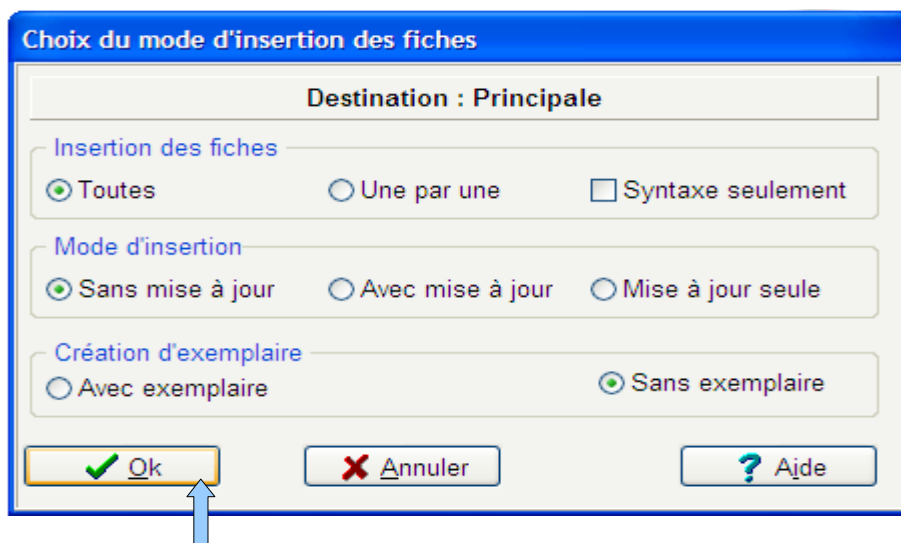 Choix du mode d'insertion des fiches
Destination : Principale
Insertion des fiches
Toutes Une par une Syntaxe seulement
Mode d'insertion
Sans mise à jour Avec mise à jour Mise à jour seule
Création d'exemplaire
Avec exemplaire Sans exemplaire
Ok Annuler ? Aide